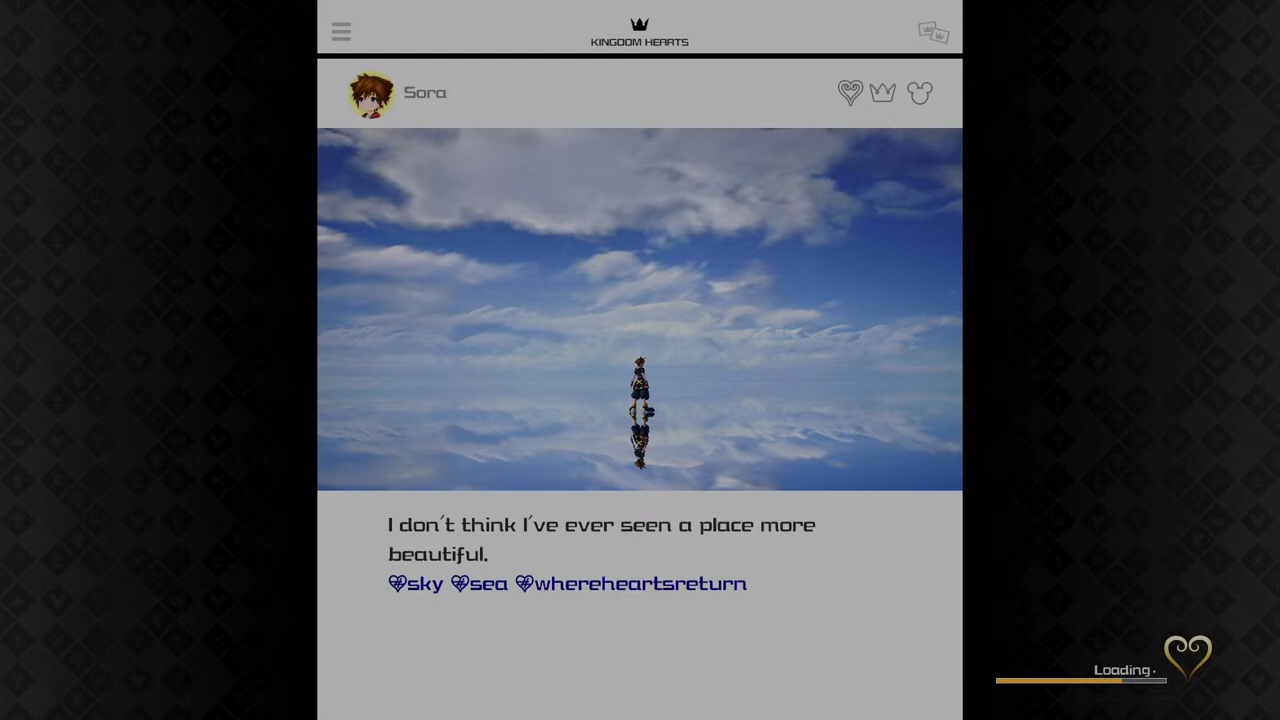 KINGDOM HEARTS
Sora
I don't think I've ever seen a place more
beautiful.
sky sea whereheartsreturn
Loading.